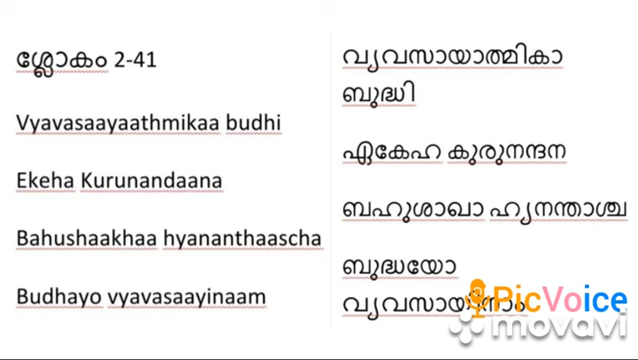 ശ്ലോകം 2-41
Vyavasaayaathmikaa budhi
Ekeha Kurunandaana
Bahushaakhaa hyananthaascha
Budhayo vyavasaayinaam
വ്യവസായാത്മികാ
ബുദ്ധി
ഏകേഹ കുരുനന്ദന
ബഹുശാഖാ ഹ്യനന്താശ്ച
ബുദ്ധയോ
PicVoice
movavi